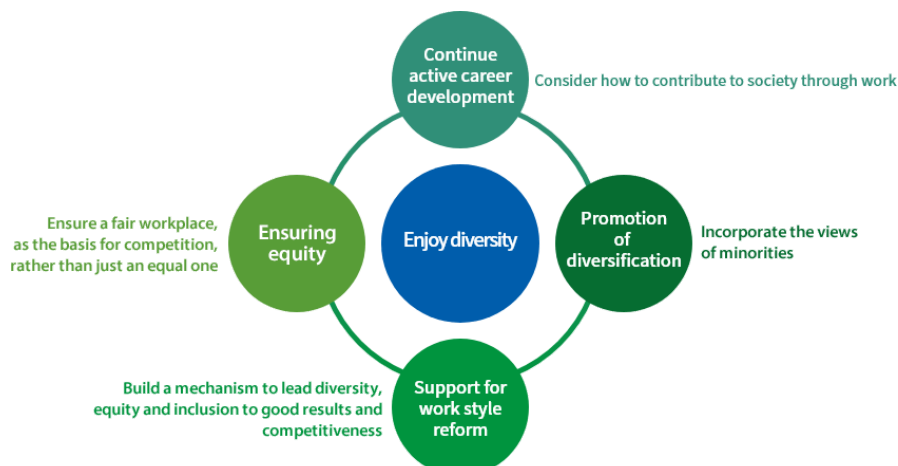 Continue
active career
development
Consider how to contribute to society through work
Ensure a fair workplace,
as the basis for competition,
rather than just an equal one
Ensuring
equity
Enjoy diversity
Promotion
of
diversification
Incorporate the views
of minorities
Build a mechanism to lead diversity,
equity and inclusion to good results and
competitiveness
Support for
work style
reform